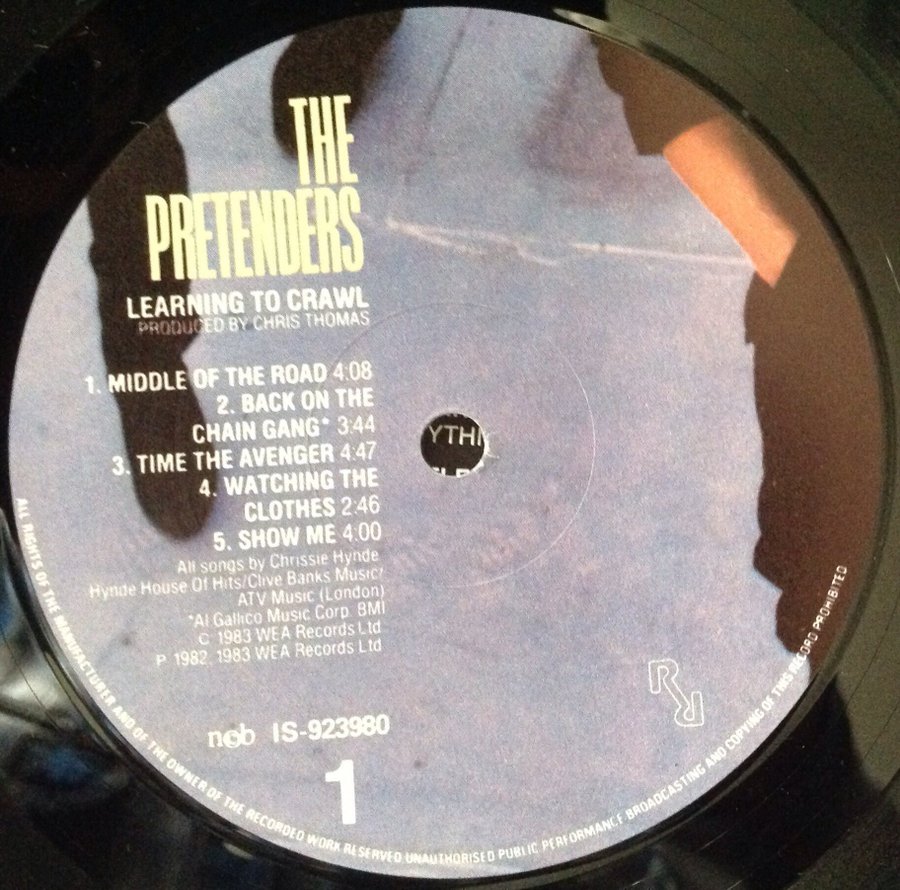 THE
PRETENDERS
LEARNING TO CRAWL
PRODUCED BY CHRIS THOMAS
1. MIDDLE OF THE ROAD 4:08
2. BACK ON THE
CHAIN GANG* 3:44
3. TIME THE AVENGER 4:47
4. WATCHING THE
CLOTHES 2:46
5. SHOW ME 4:00
All songs by Chrissie Hynde
Hynde House Of Hits/Clive Banks Music/
ATV Music (London)
*Al Gallico Music Corp. BMI
C 1983 WEA Records Ltd
P 1982, 1983 WEA Records Ltd
ncb IS-923980
1
ALL RIGHTS OF THE MANUFACTURER AND OF THE OWNER OF THE RECORDED WORK RESERVED UNAUTHORISED PUBLIC PERFORMANCE BROADCASTING AND COPYING OF THIS RECORD PROHIBITED